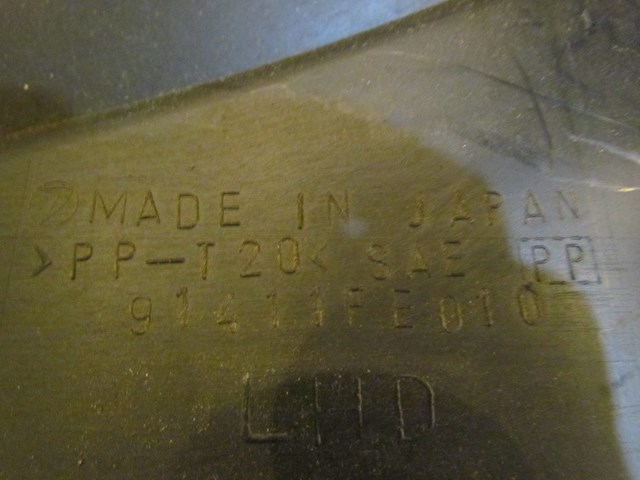 MADE IN JAPAN
>PP-T20< SAE PP
91411FE010
LHD